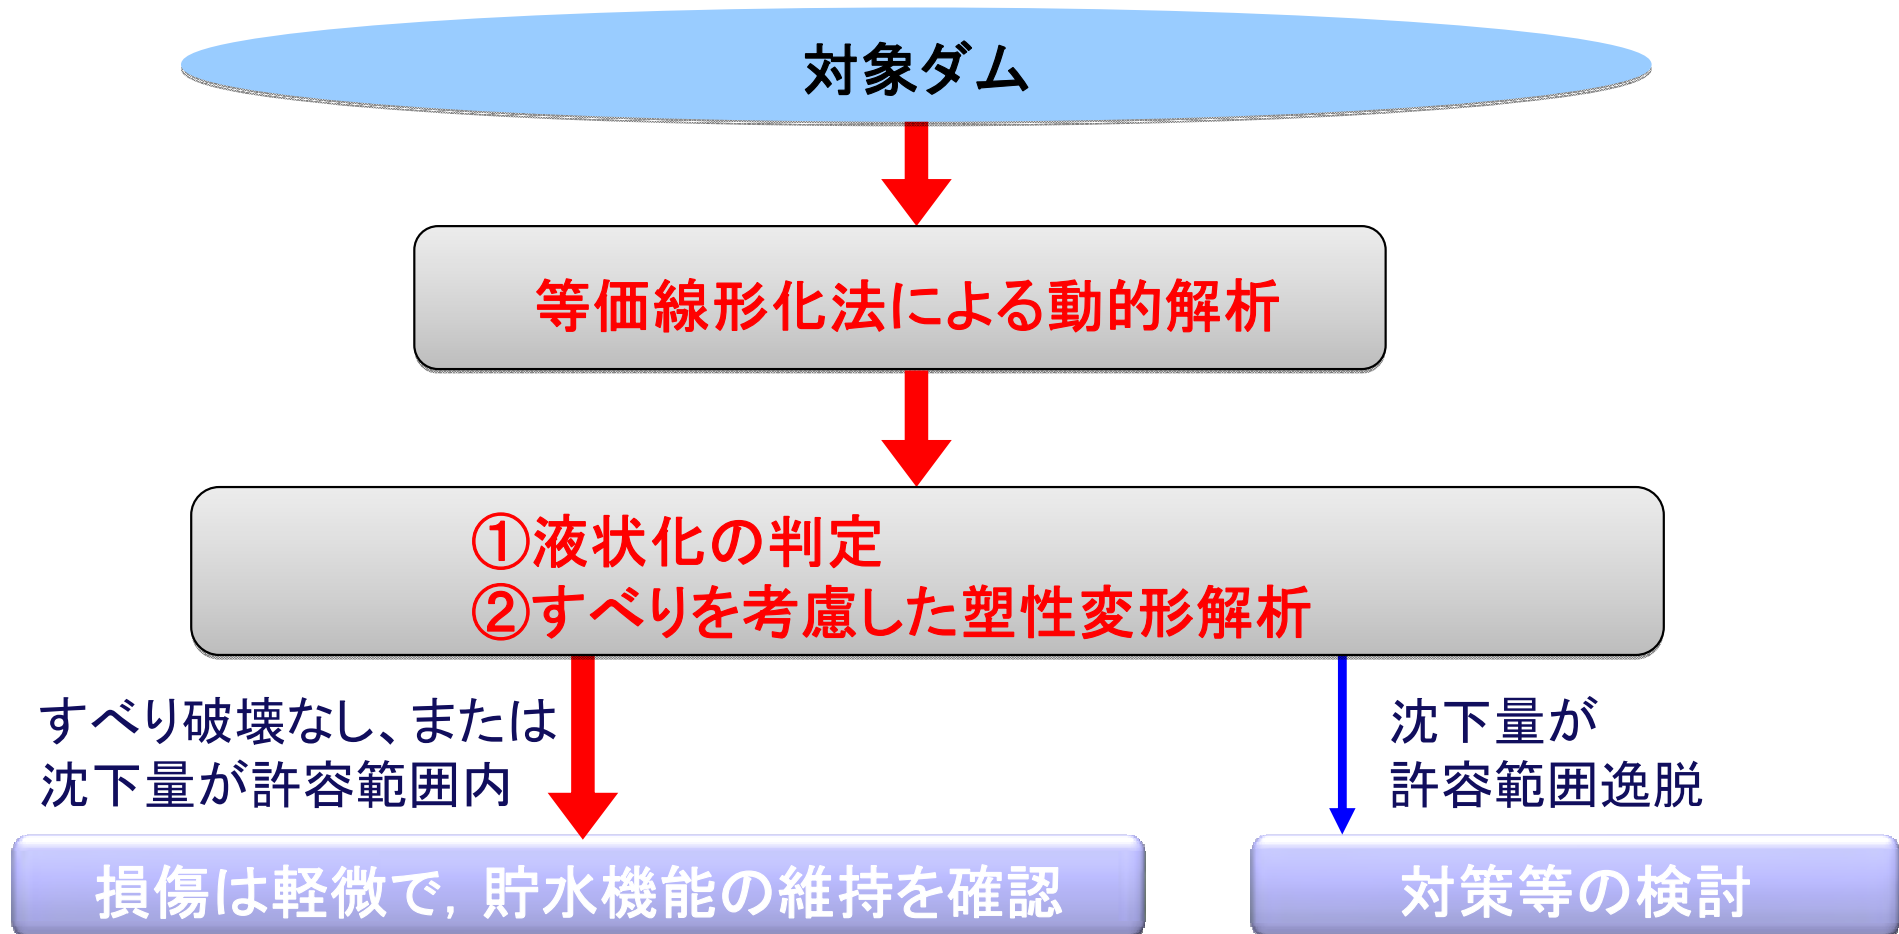 対象ダム
等価線形化法による動的解析
①液状化の判定
②すべりを考慮した塑性変形解析
すべり破壊なし、または
沈下量が許容範囲内
沈下量が
許容範囲逸脱
損傷は軽微で，貯水機能の維持を確認
対策等の検討